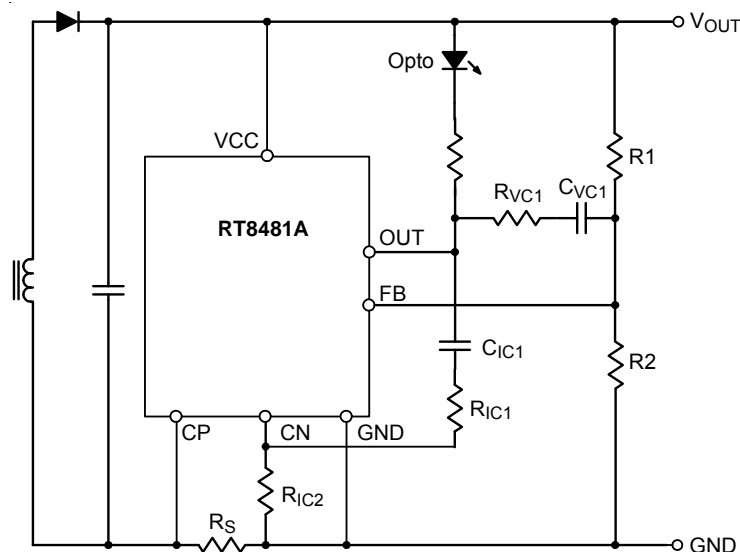 VOUT
Opto
VCC
R1
RVC1
CVC1
RT8481A
OUT
FB
CIC1
R2
RIC1
CP
CN
GND
RIC2
RS
GND